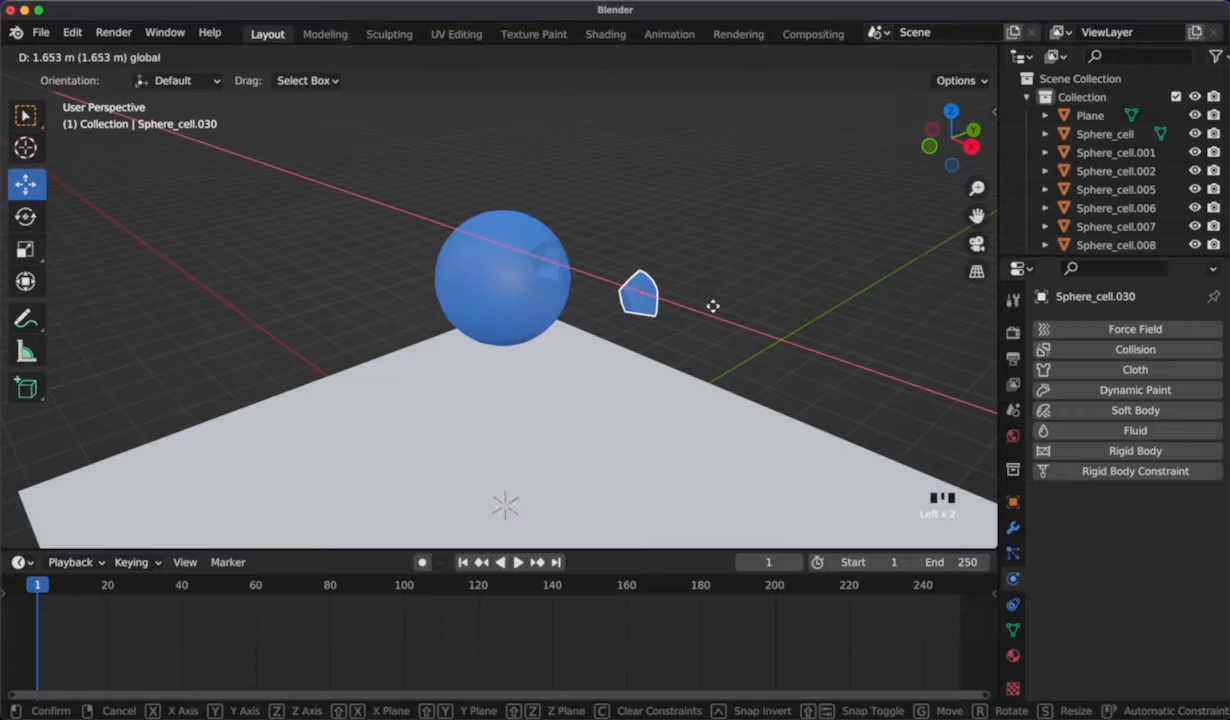 Blender
File Edit Render Window Help Layout Modeling Sculpting UV Editing Texture Paint Shading Animation Rendering Compositing Scene ViewLayer
D: 1.653 m (1.653 m) global
Orientation: Default Drag: Select Box Options
User Perspective
(1) Collection | Sphere_cell.030
Z
Y
X
Scene Collection
Collection
Plane
Sphere_cell
Sphere_cell.001
Sphere_cell.002
Sphere_cell.005
Sphere_cell.006
Sphere_cell.007
Sphere_cell.008
Sphere_cell.030
Force Field
Collision
Cloth
Dynamic Paint
Soft Body
Fluid
Rigid Body
Rigid Body Constraint
Left x 2
Playback Keying View Marker 1 Start 1 End 250
1 20 40 60 80 100 120 140 160 180 200 220 240
Confirm Cancel X X Axis Y Y Axis Z Z Axis X X Plane Y Y Plane Z Z Plane C Clear Constraints Snap Invert Snap Toggle G Move R Rotate S Resize Automatic Constraint